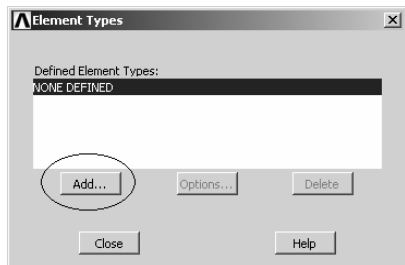 Element Types
Defined Element Types:
NONE DEFINED
Add... Options... Delete
Close Help